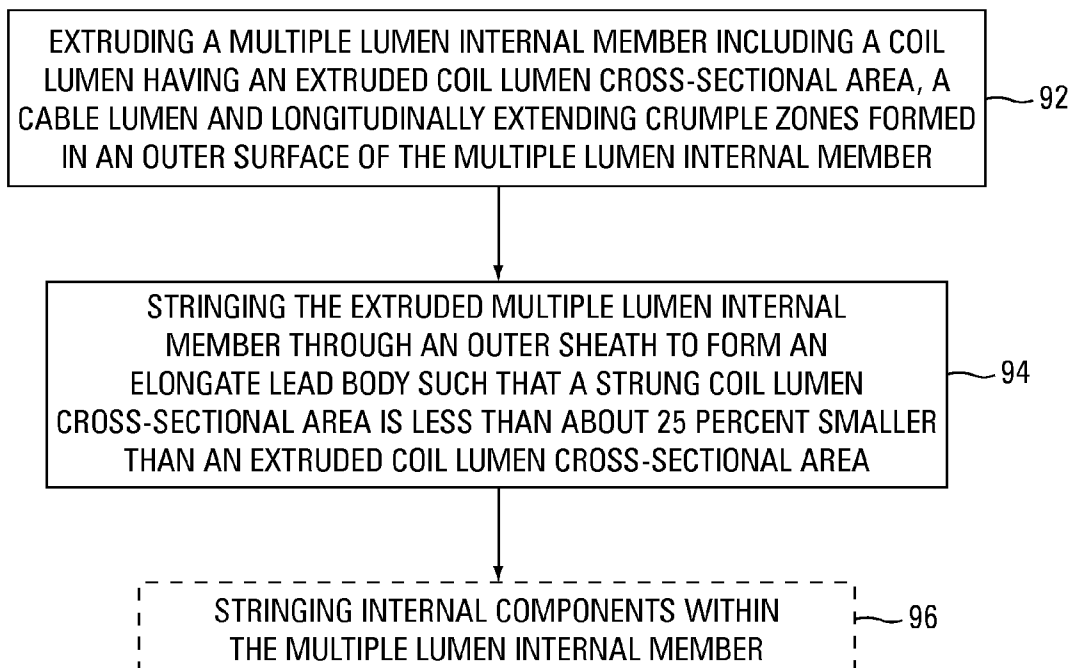 EXTRUDING A MULTIPLE LUMEN INTERNAL MEMBER INCLUDING A COIL
LUMEN HAVING AN EXTRUDED COIL LUMEN CROSS-SECTIONAL AREA, A
CABLE LUMEN AND LONGITUDINALLY EXTENDING CRUMPLE ZONES FORMED
IN AN OUTER SURFACE OF THE MULTIPLE LUMEN INTERNAL MEMBER
92
STRINGING THE EXTRUDED MULTIPLE LUMEN INTERNAL
MEMBER THROUGH AN OUTER SHEATH TO FORM AN
ELONGATE LEAD BODY SUCH THAT A STRUNG COIL LUMEN
CROSS-SECTIONAL AREA IS LESS THAN ABOUT 25 PERCENT SMALLER
THAN AN EXTRUDED COIL LUMEN CROSS-SECTIONAL AREA
94
STRINGING INTERNAL COMPONENTS WITHIN
THE MULTIPLE LUMEN INTERNAL MEMBER
96